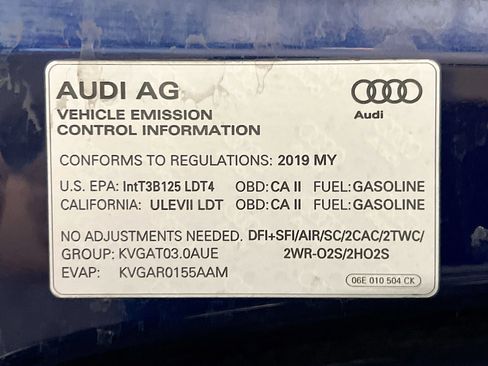 AUDI AG
Audi
VEHICLE EMISSION
CONTROL INFORMATION
CONFORMS TO REGULATIONS: 2019 MY
U.S. EPA: IntT3B125 LDT4 OBD: CA II FUEL: GASOLINE
CALIFORNIA: ULEVII LDT OBD: CA II FUEL: GASOLINE
NO ADJUSTMENTS NEEDED. DFI+SFI/AIR/SC/2CAC/2TWC/
GROUP: KVGAT03.0AUE 2WR-O2S/2HO2S
EVAP: KVGAR0155AAM
06E 010 504 CK